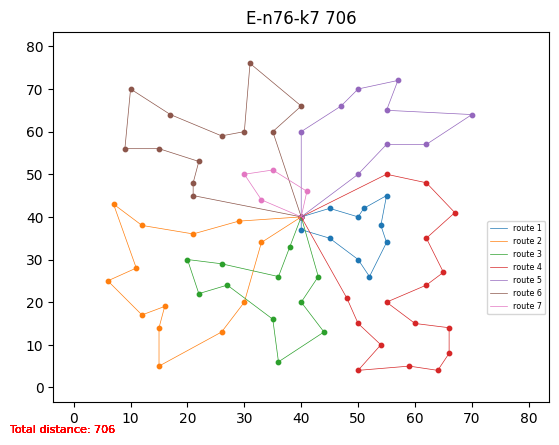 E-n76-k7 706
80
70
60
50
40
30
20
10
0
0 10 20 30 40 50 60 70 80
route 1
route 2
route 3
route 4
route 5
route 6
route 7
Total distance: 706